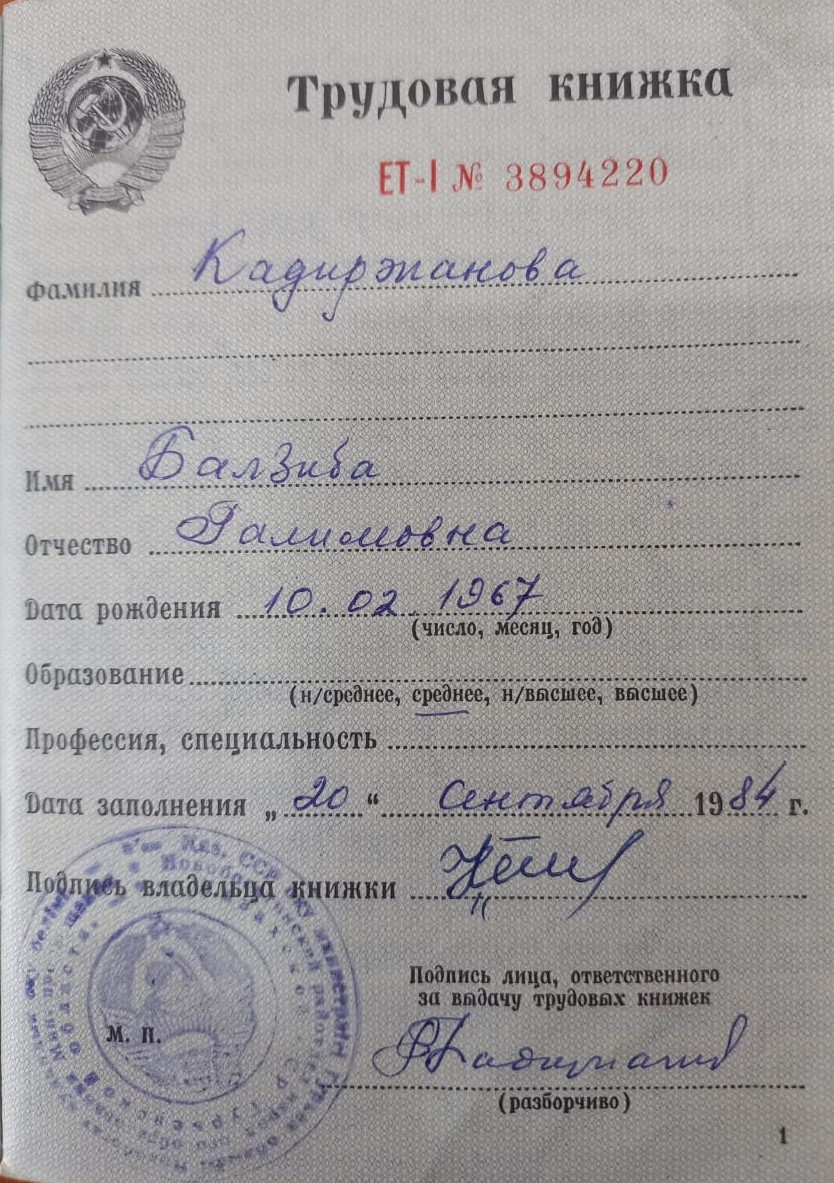 Трудовая книжка
ЕТ-I № 3894220
Фамилия Кадиржанова
Имя Балзиба
Отчество Галимовна
Дата рождения 10.02.1967
(число, месяц, год)
Образование
(н/среднее, среднее, н/высшее, высшее)
Профессия, специальность
Дата заполнения „20“ Сентября 1984 г.
Подпись владельца книжки
Подпись лица, ответственного
за выдачу трудовых книжек
М. П.
(разборчиво)
1